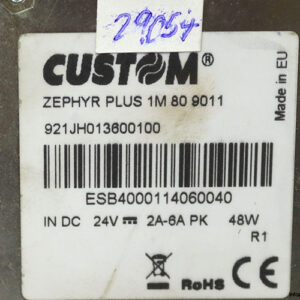 29054
CUSTOM®
ZEPHYR PLUS 1M 80 9011
921JH013600100
ESB4000114060040
IN DC 24V ⎓ 2A-6A PK 48W
R1
RoHS CE
Made in EU